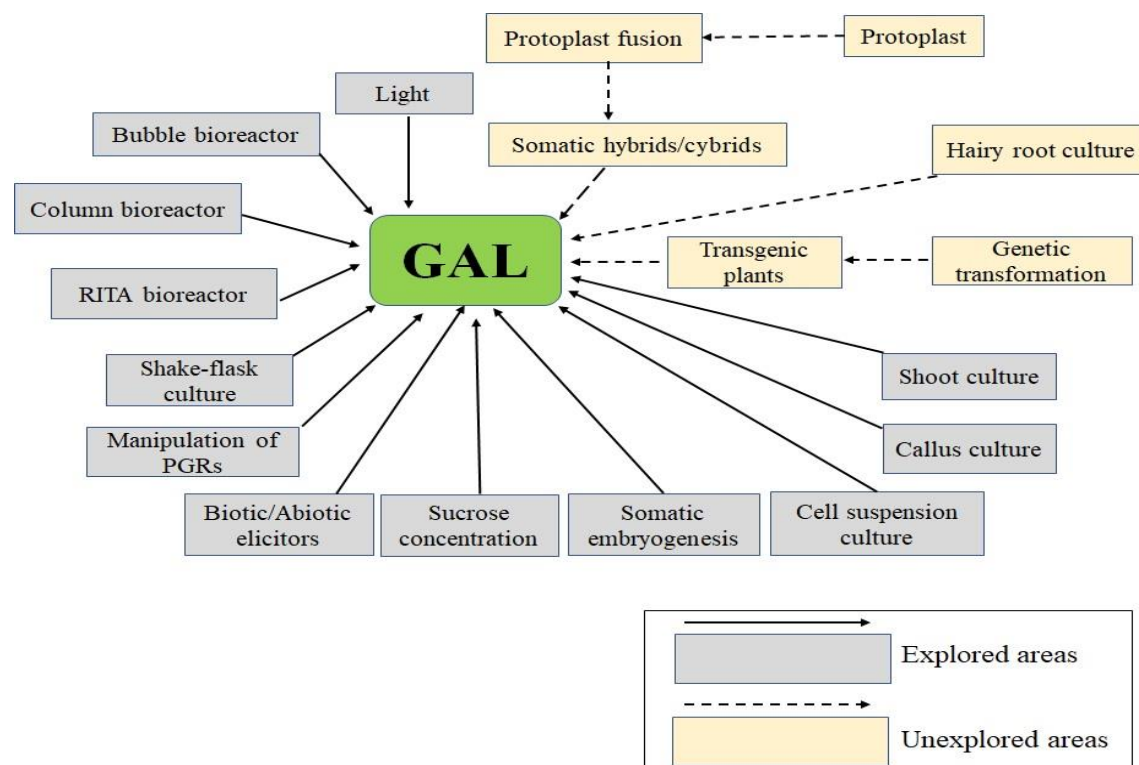 Protoplast fusion
Protoplast
Light
Bubble bioreactor
Somatic hybrids/cybrids
Hairy root culture
Column bioreactor
GAL
Transgenic
plants
Genetic
transformation
RITA bioreactor
Shake-flask
culture
Shoot culture
Manipulation of
PGRs
Callus culture
Biotic/Abiotic
elicitors
Sucrose
concentration
Somatic
embryogenesis
Cell suspension
culture
Explored areas
Unexplored areas